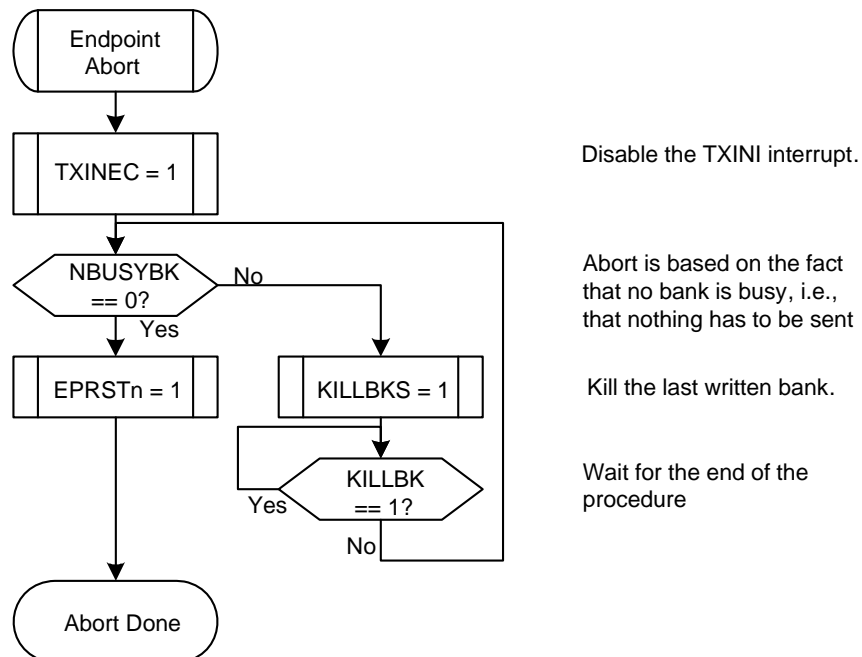 Endpoint
Abort
TXINEC = 1
Disable the TXINI interrupt.
NBUSYBK
== 0?
No
Yes
Abort is based on the fact
that no bank is busy, i.e.,
that nothing has to be sent
EPRSTn = 1
KILLBKS = 1
Kill the last written bank.
KILLBK
== 1?
Yes
No
Wait for the end of the
procedure
Abort Done